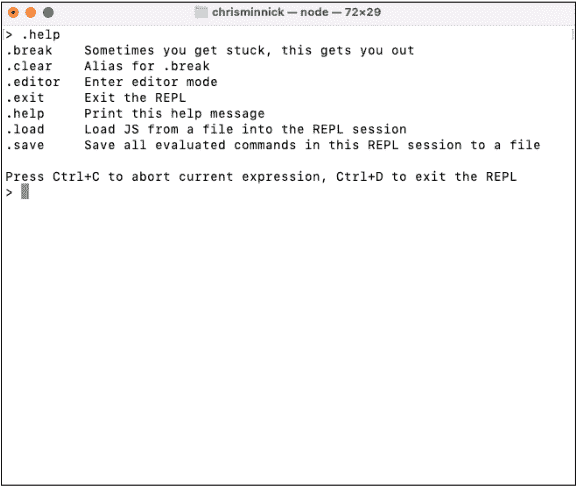 chrisminnick — node — 72×29
> .help
.break    Sometimes you get stuck, this gets you out
.clear    Alias for .break
.editor   Enter editor mode
.exit     Exit the REPL
.help     Print this help message
.load     Load JS from a file into the REPL session
.save     Save all evaluated commands in this REPL session to a file
Press Ctrl+C to abort current expression, Ctrl+D to exit the REPL
>